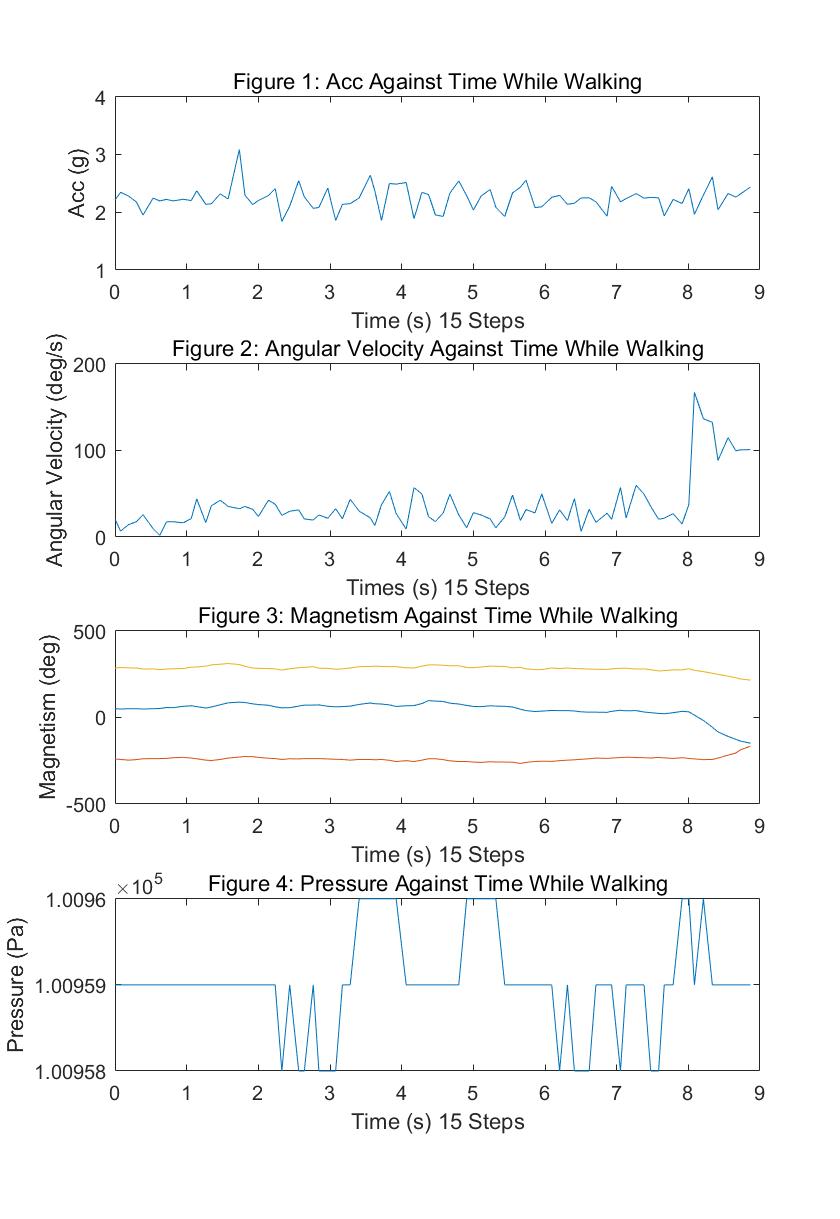 Figure 1: Acc Against Time While Walking
4
3
2
1
Acc (g)
0 1 2 3 4 5 6 7 8 9
Time (s) 15 Steps
Figure 2: Angular Velocity Against Time While Walking
200
100
0
Angular Velocity (deg/s)
0 1 2 3 4 5 6 7 8 9
Times (s) 15 Steps
Figure 3: Magnetism Against Time While Walking
500
0
-500
Magnetism (deg)
0 1 2 3 4 5 6 7 8 9
Time (s) 15 Steps
×10⁵ Figure 4: Pressure Against Time While Walking
1.0096
1.00959
1.00958
Pressure (Pa)
0 1 2 3 4 5 6 7 8 9
Time (s) 15 Steps